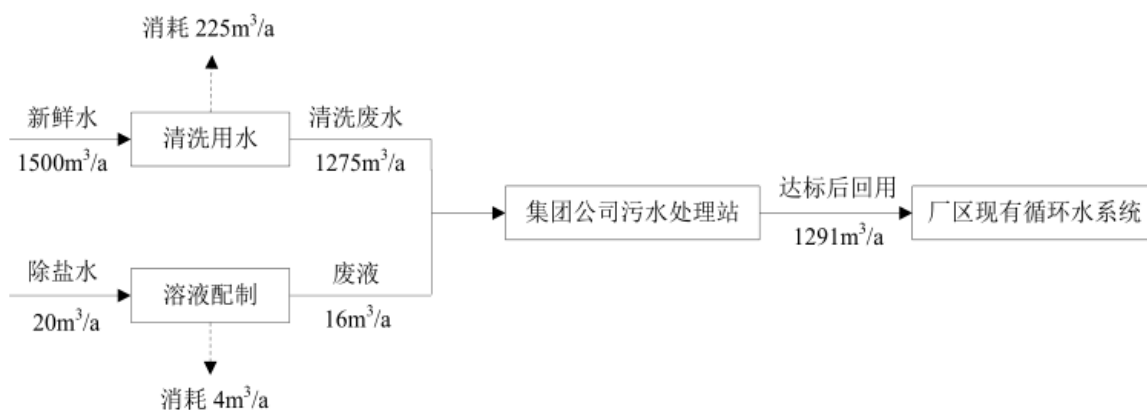 消耗 225m³/a
新鲜水
1500m³/a
清洗用水
清洗废水
1275m³/a
集团公司污水处理站
达标后回用
1291m³/a
厂区现有循环水系统
除盐水
20m³/a
溶液配制
废液
16m³/a
消耗 4m³/a